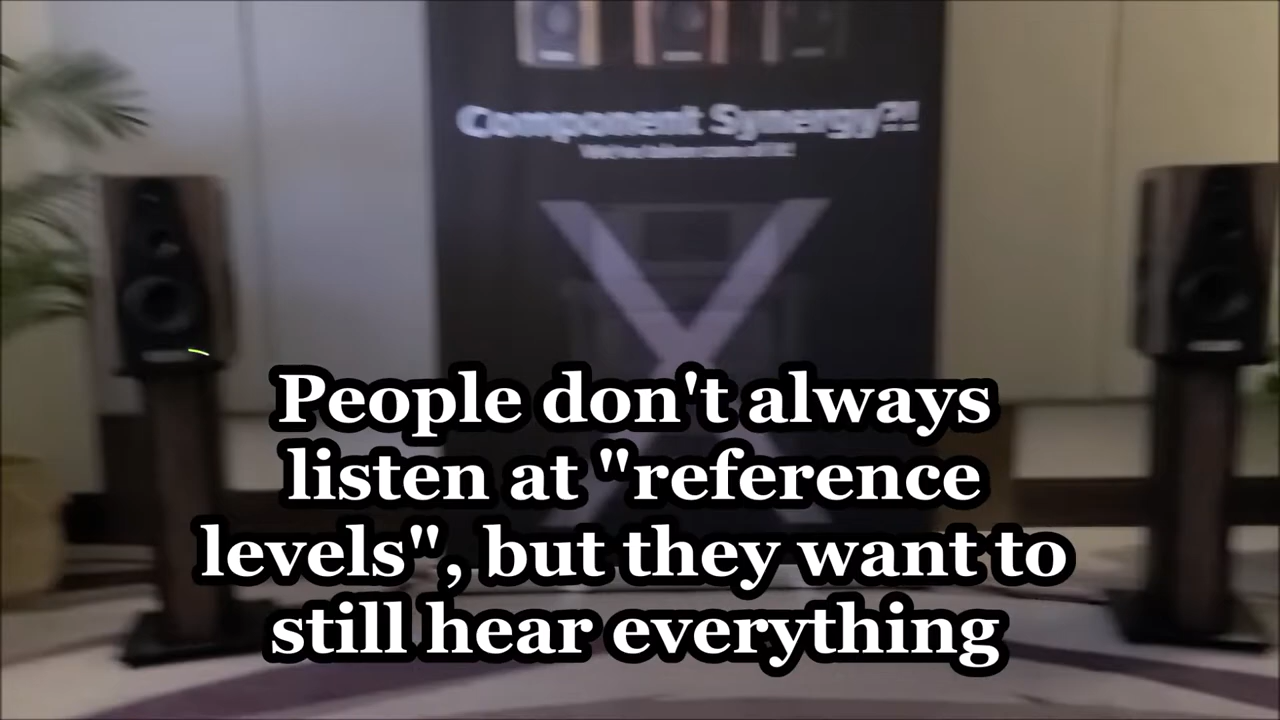 Component Synergy?!
People don't always
listen at "reference
levels", but they want to
still hear everything